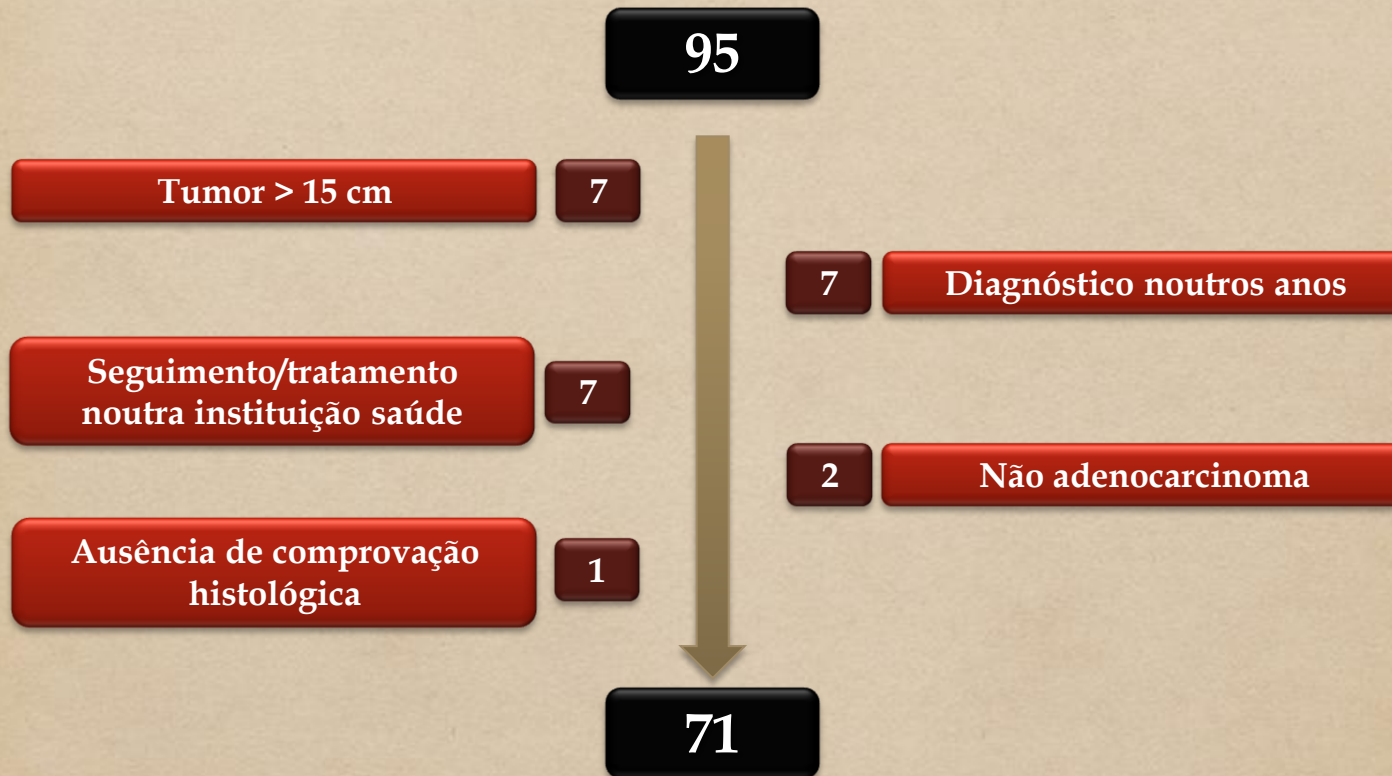 95
Tumor > 15 cm
7
7
Diagnóstico noutros anos
Seguimento/tratamento
noutra instituição saúde
7
2
Não adenocarcinoma
Ausência de comprovação
histológica
1
71